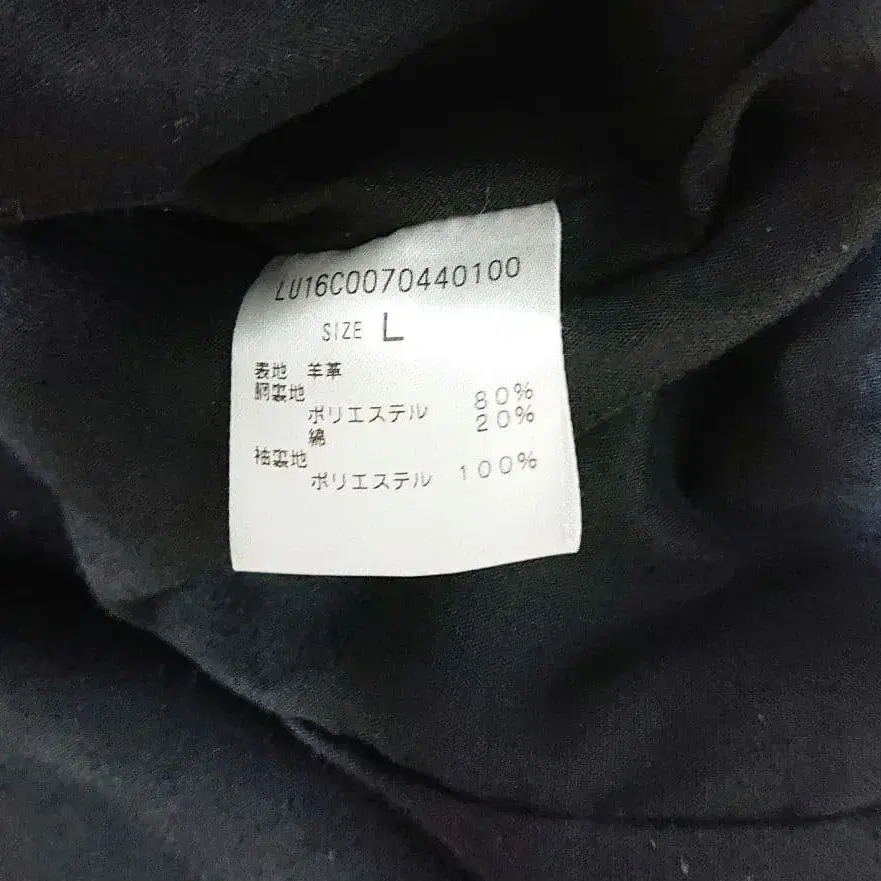 LU16C0070440100
SIZE L
表地 羊革
胴裏地
ポリエステル 80%
綿 20%
袖裏地
ポリエステル 100%